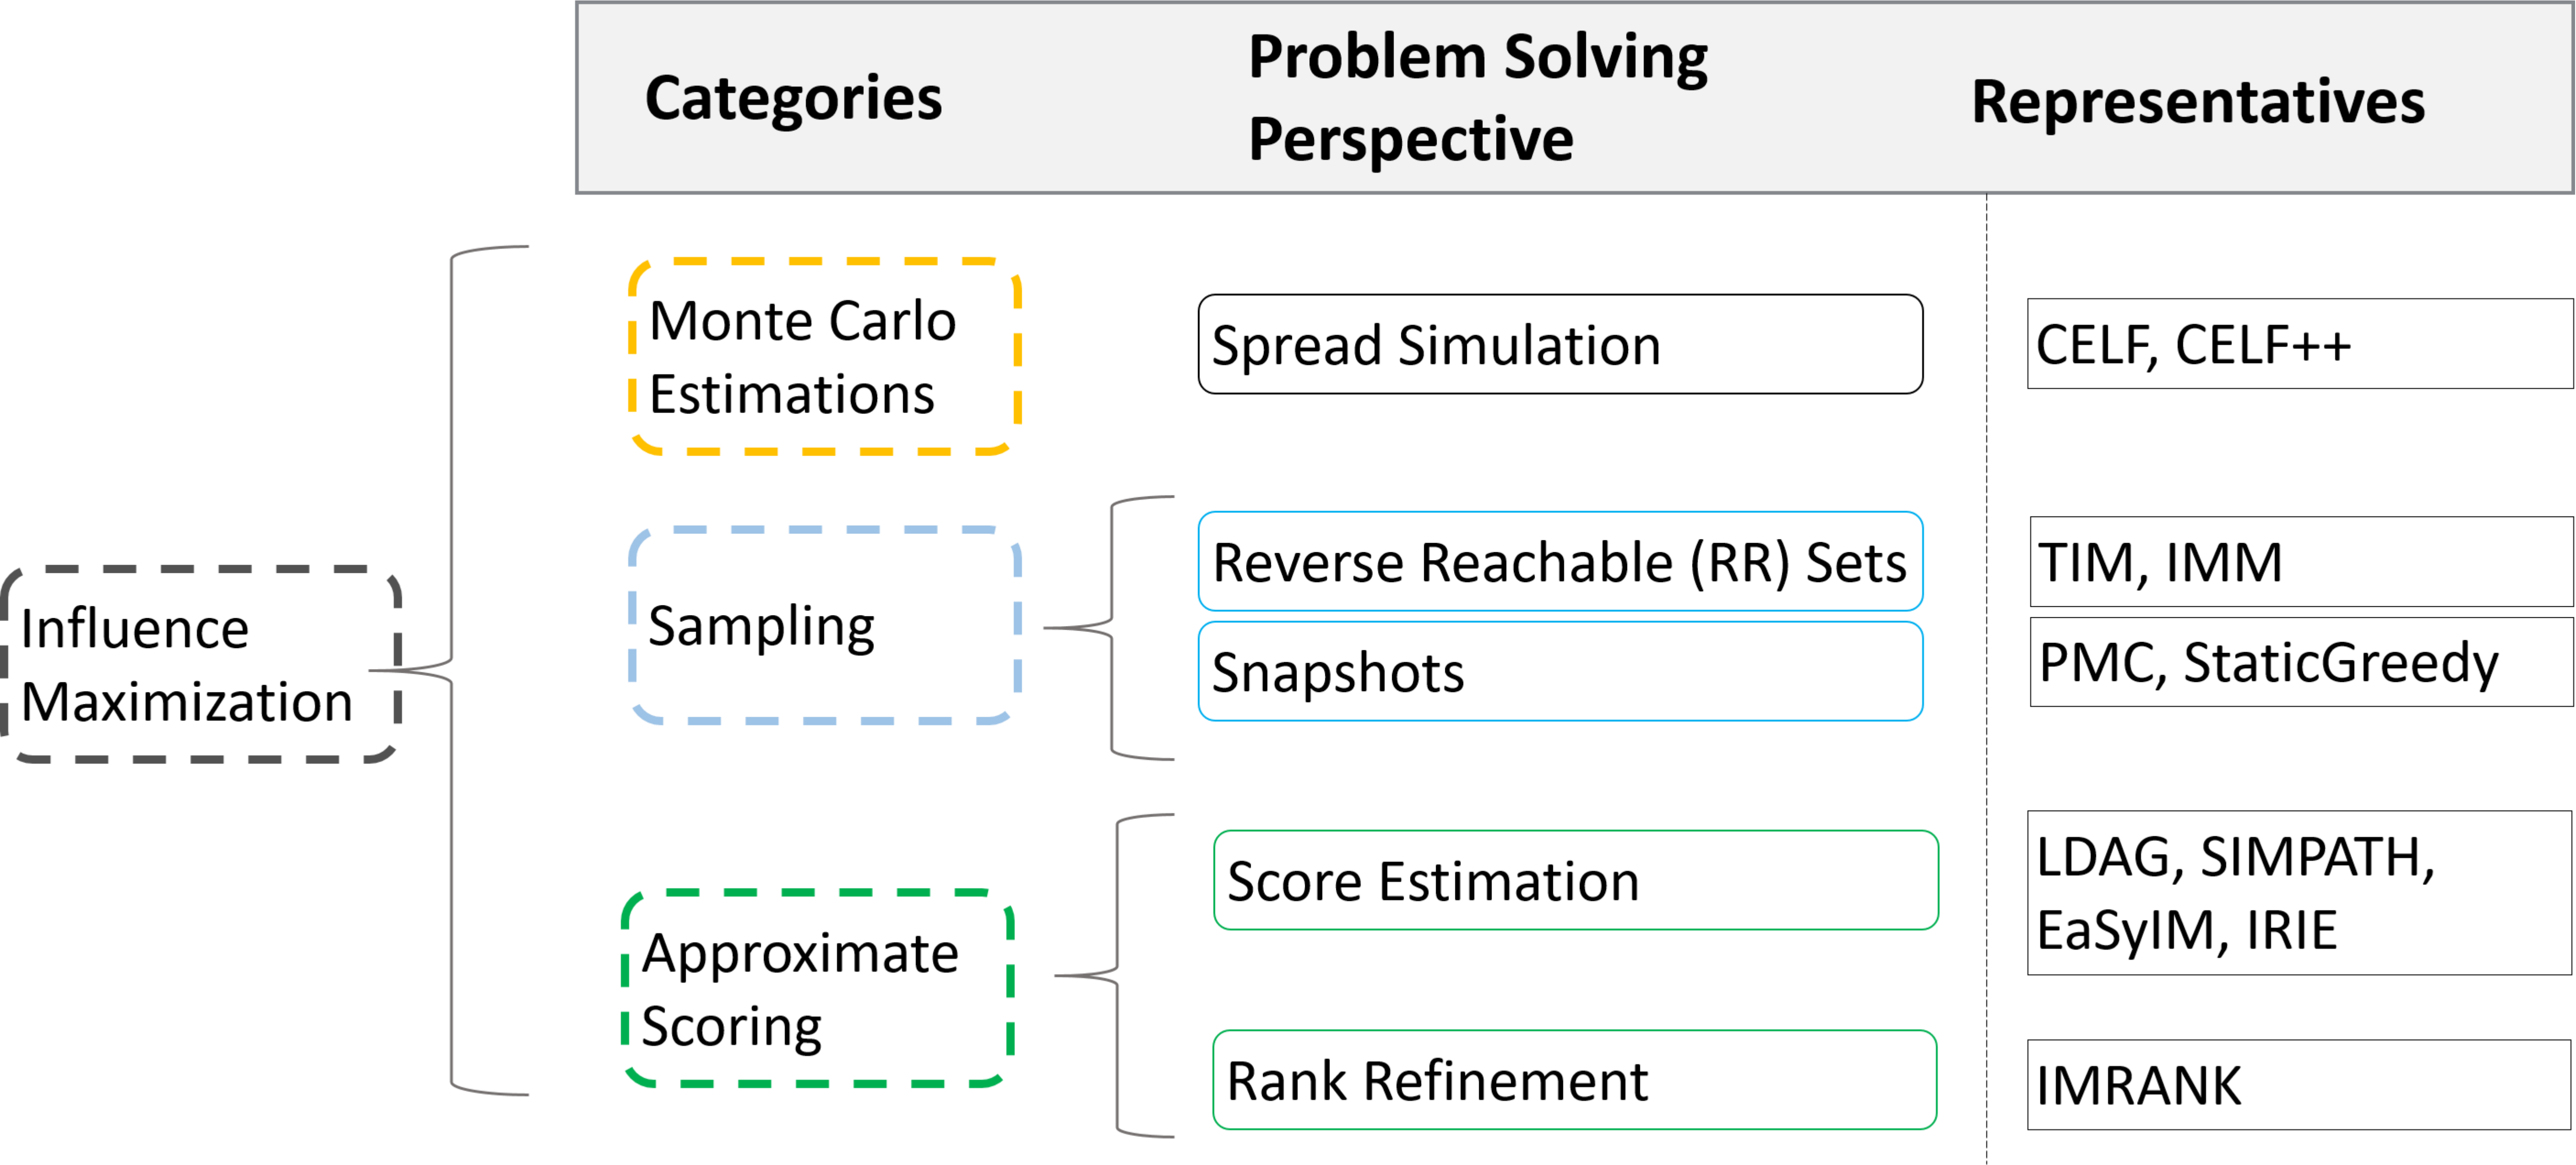 Categories
Problem Solving
Perspective
Representatives
Monte Carlo
Estimations
Spread Simulation
CELF, CELF++
Influence
Maximization
Sampling
Reverse Reachable (RR) Sets
TIM, IMM
Snapshots
PMC, StaticGreedy
Approximate
Scoring
Score Estimation
LDAG, SIMPATH,
EaSyIM, IRIE
Rank Refinement
IMRANK